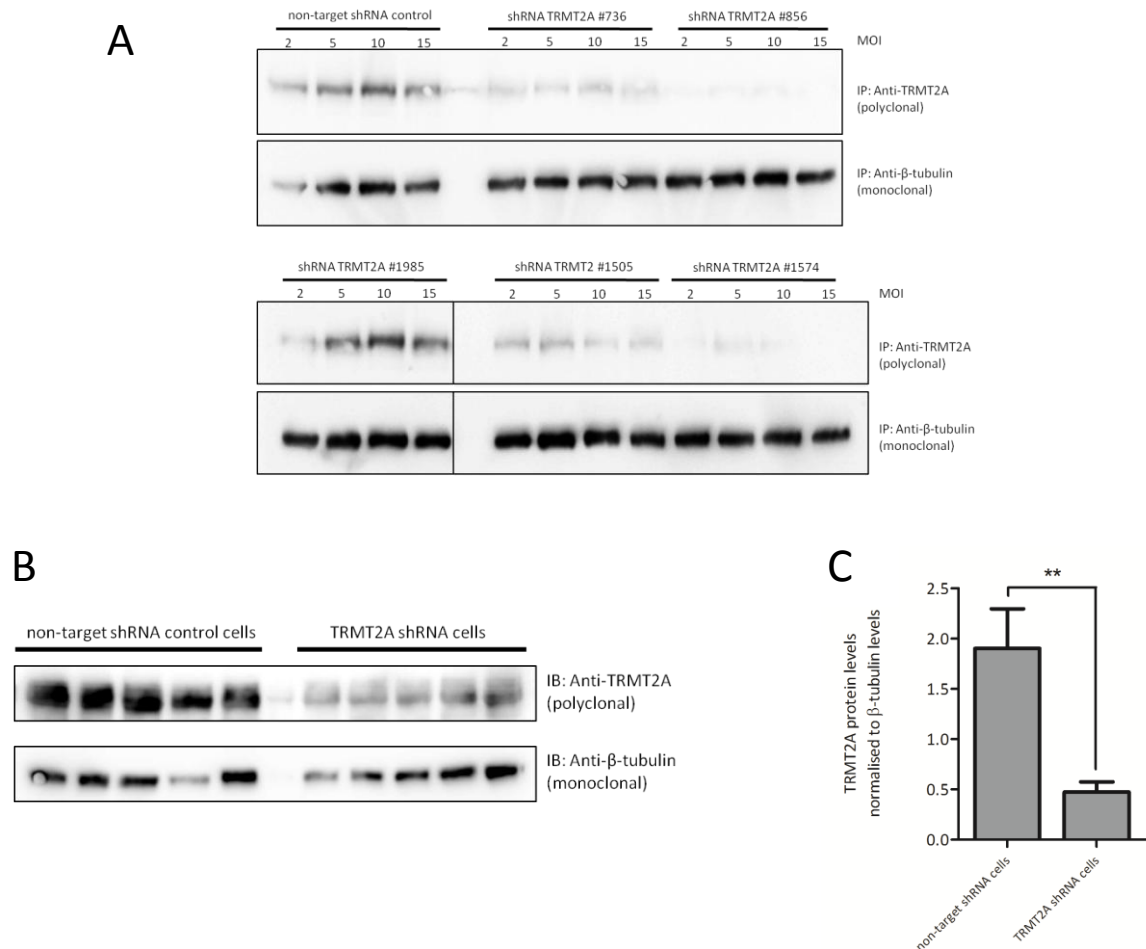 A
non-target shRNA control
shRNA TRMT2A #736
shRNA TRMT2A #856
2 5 10 15 2 5 10 15 2 5 10 15 MOI
IP: Anti-TRMT2A
(polyclonal)
IP: Anti-β-tubulin
(monoclonal)
shRNA TRMT2A #1985
shRNA TRMT2 #1505
shRNA TRMT2A #1574
2 5 10 15 2 5 10 15 2 5 10 15 MOI
IP: Anti-TRMT2A
(polyclonal)
IP: Anti-β-tubulin
(monoclonal)
B
non-target shRNA control cells
TRMT2A shRNA cells
IB: Anti-TRMT2A
(polyclonal)
IB: Anti-β-tubulin
(monoclonal)
C
**
TRMT2A protein levels
normalised to β-tubulin levels
2.5
2.0
1.5
1.0
0.5
0.0
non-target shRNA cells
TRMT2A shRNA cells